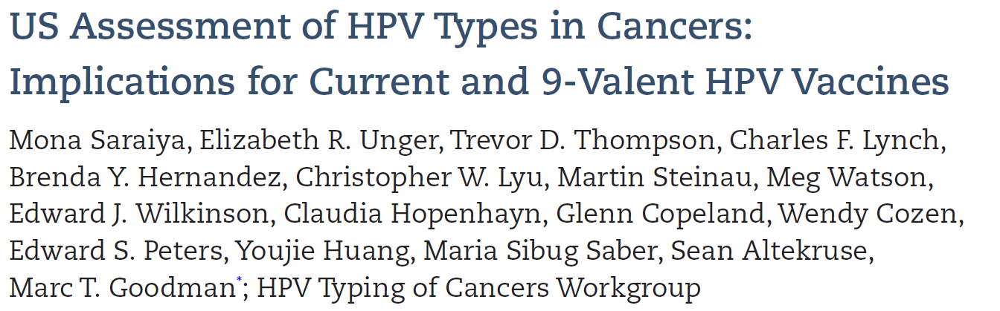 US Assessment of HPV Types in Cancers:
Implications for Current and 9-Valent HPV Vaccines
Mona Saraiya, Elizabeth R. Unger, Trevor D. Thompson, Charles F. Lynch,
Brenda Y. Hernandez, Christopher W. Lyu, Martin Steinau, Meg Watson,
Edward J. Wilkinson, Claudia Hopenhayn, Glenn Copeland, Wendy Cozen,
Edward S. Peters, Youjie Huang, Maria Sibug Saber, Sean Altekruse,
Marc T. Goodman*; HPV Typing of Cancers Workgroup